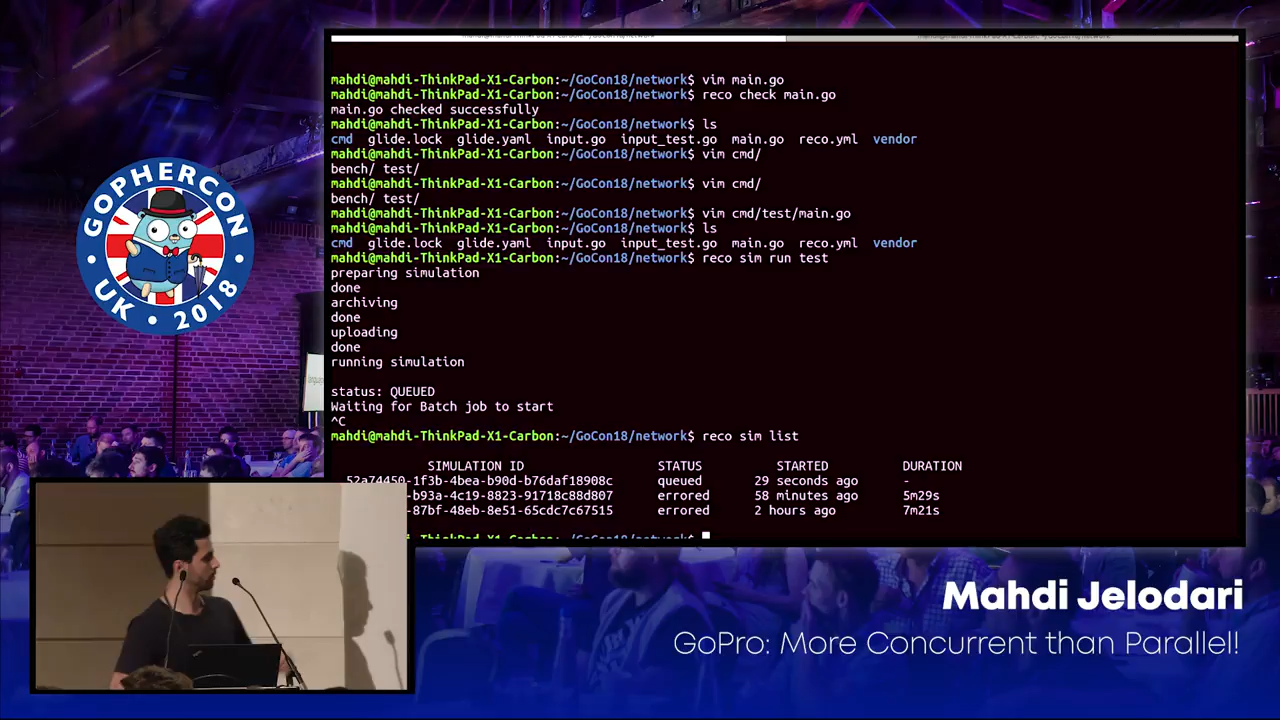 GOPHERCON
UK • 2018
mahdi@mahdi-ThinkPad-X1-Carbon:~/GoCon18/network$ vim main.go
mahdi@mahdi-ThinkPad-X1-Carbon:~/GoCon18/network$ reco check main.go
main.go checked successfully
mahdi@mahdi-ThinkPad-X1-Carbon:~/GoCon18/network$ ls
cmd glide.lock glide.yaml input.go input_test.go main.go reco.yml vendor
mahdi@mahdi-ThinkPad-X1-Carbon:~/GoCon18/network$ vim cmd/
bench/ test/
mahdi@mahdi-ThinkPad-X1-Carbon:~/GoCon18/network$ vim cmd/
bench/ test/
mahdi@mahdi-ThinkPad-X1-Carbon:~/GoCon18/network$ vim cmd/test/main.go
mahdi@mahdi-ThinkPad-X1-Carbon:~/GoCon18/network$ ls
cmd glide.lock glide.yaml input.go input_test.go main.go reco.yml vendor
mahdi@mahdi-ThinkPad-X1-Carbon:~/GoCon18/network$ reco sim run test
preparing simulation
done
archiving
done
uploading
done
running simulation
status: QUEUED
Waiting for Batch job to start
^C
mahdi@mahdi-ThinkPad-X1-Carbon:~/GoCon18/network$ reco sim list
SIMULATION ID STATUS STARTED DURATION
52a74450-1f3b-4bea-b90d-b76daf18908c queued 29 seconds ago -
-b93a-4c19-8823-91718c88d807 errored 58 minutes ago 5m29s
-87bf-48eb-8e51-65cdc7c67515 errored 2 hours ago 7m21s
-Carbon:~/GoCon18/network$
Mahdi Jelodari
GoPro: More Concurrent than Parallel!